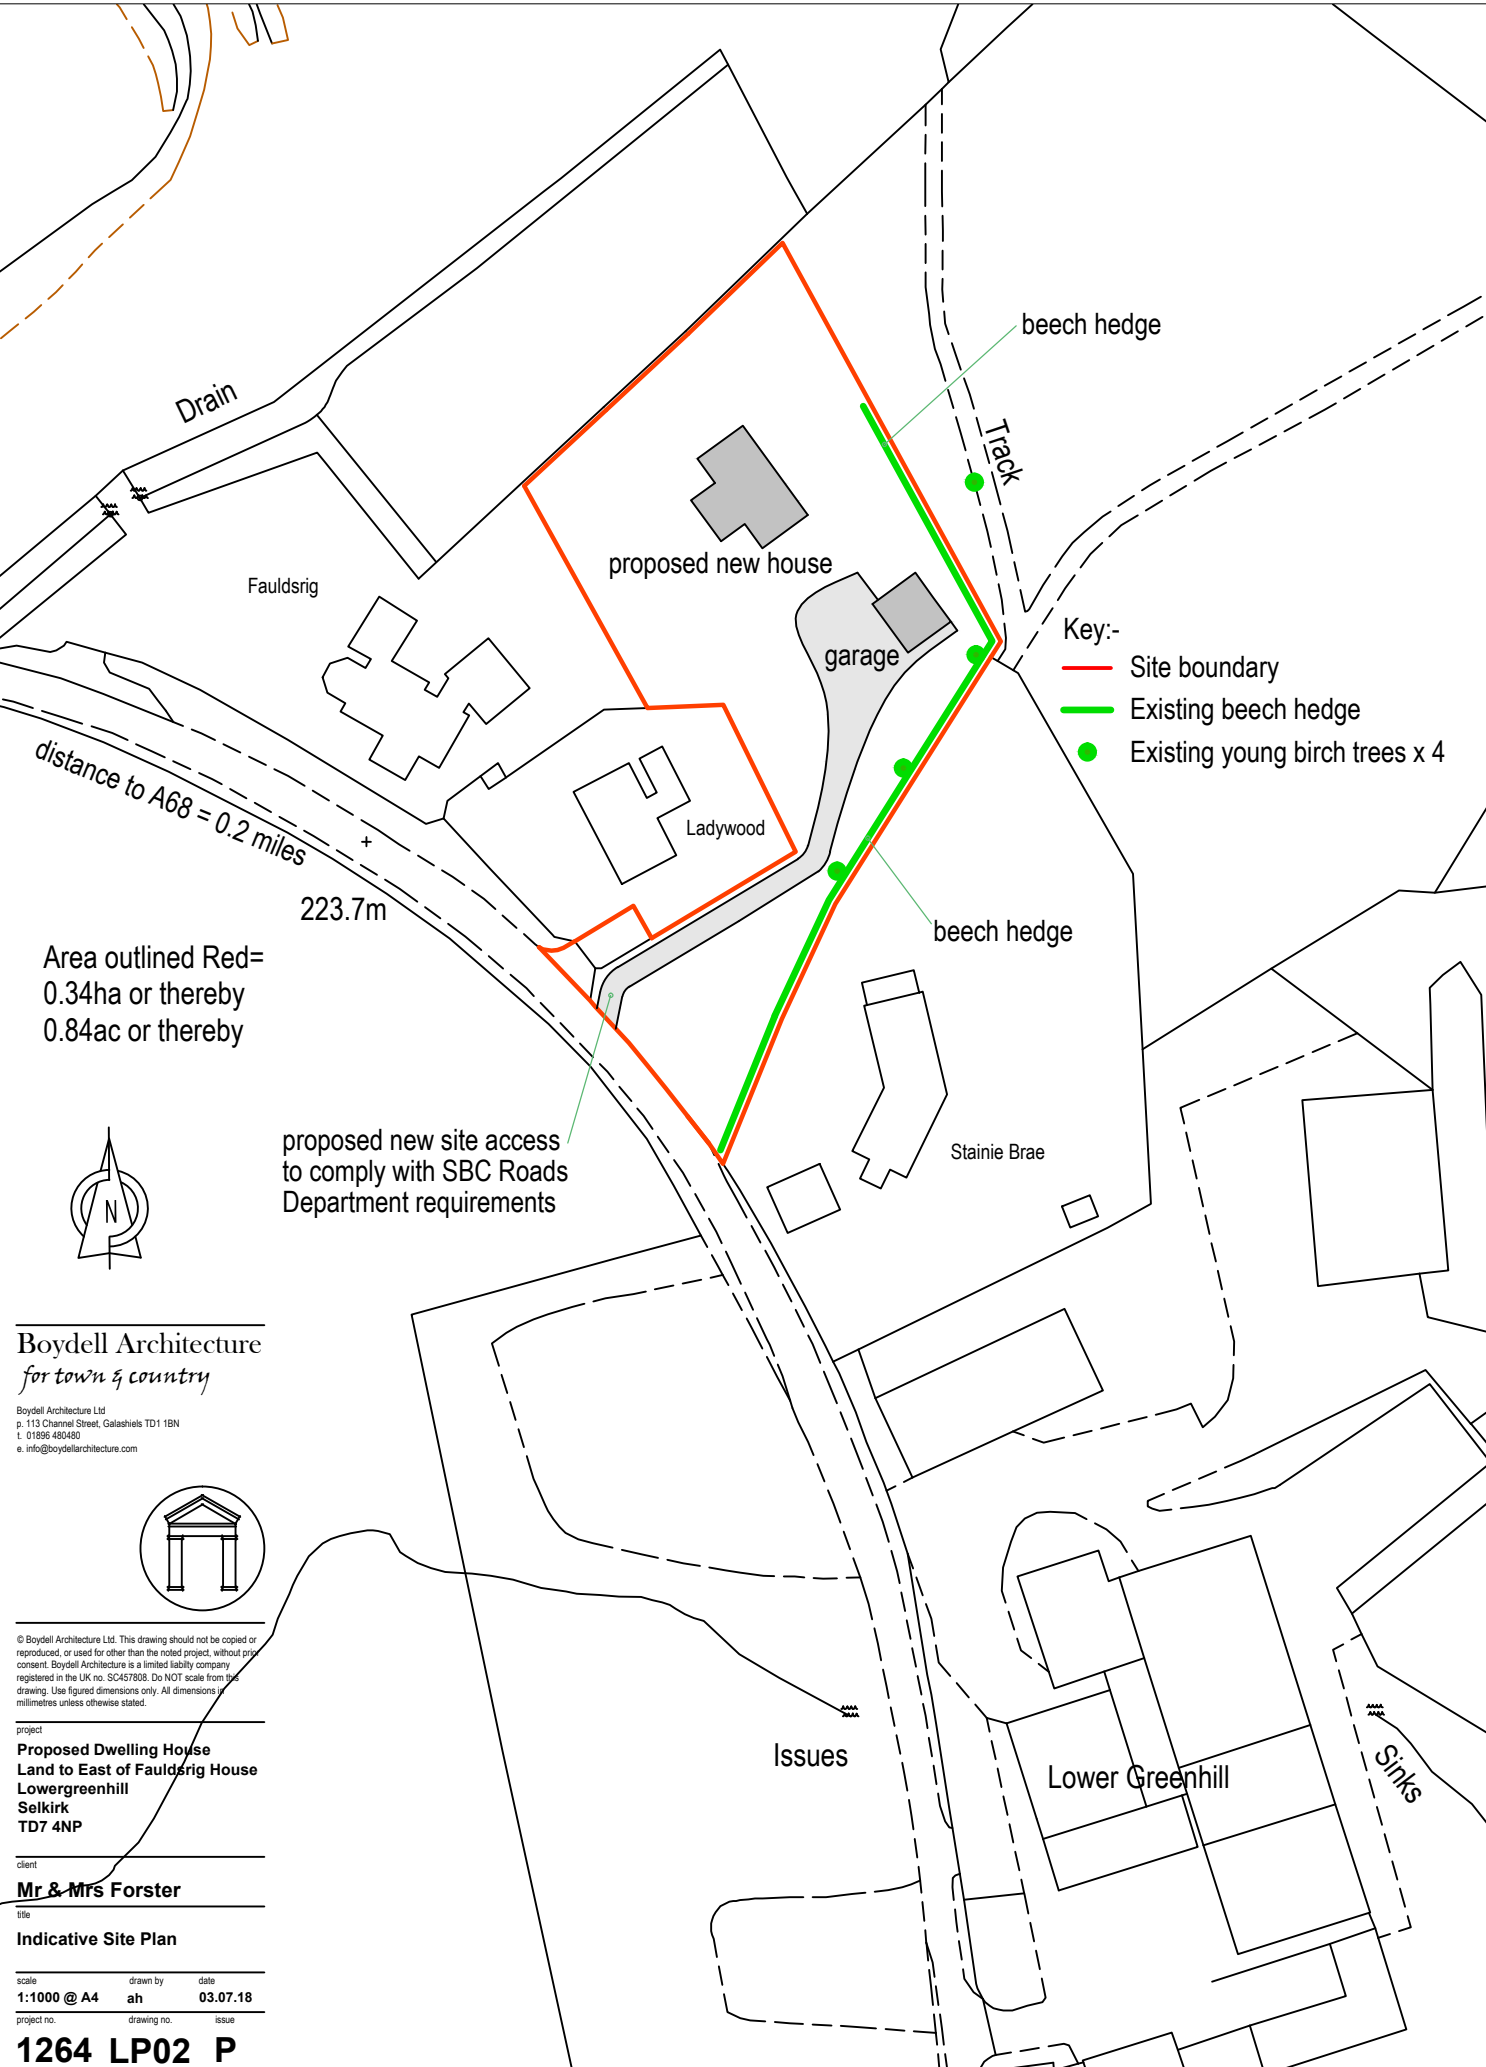 beech hedge
Drain
Track
proposed new house
Fauldsrig
garage
Key:-
Site boundary
Existing beech hedge
Existing young birch trees x 4
distance to A68 = 0.2 miles
Ladywood
223.7m
beech hedge
Area outlined Red=
0.34ha or thereby
0.84ac or thereby
proposed new site access
to comply with SBC Roads
Department requirements
Stainie Brae
N
Boydell Architecture
for town & country
Boydell Architecture Ltd
p. 113 Channel Street, Galashiels TD1 1BN
t. 01896 480480
e. info@boydellarchitecture.com
© Boydell Architecture Ltd. This drawing should not be copied or
reproduced, or used for other than the noted project, without prior
consent. Boydell Architecture is a limited liability company
registered in the UK no. SC457808. Do NOT scale from this
drawing. Use figured dimensions only. All dimensions in
millimetres unless otherwise stated.
project
Proposed Dwelling House
Land to East of Fauldsrig House
Lowergreenhill
Selkirk
TD7 4NP
Issues
Lower Greenhill
Sinks
client
Mr & Mrs Forster
title
Indicative Site Plan
scale drawn by date
1:1000 @ A4 ah 03.07.18
project no. drawing no. issue
1264 LP02 P